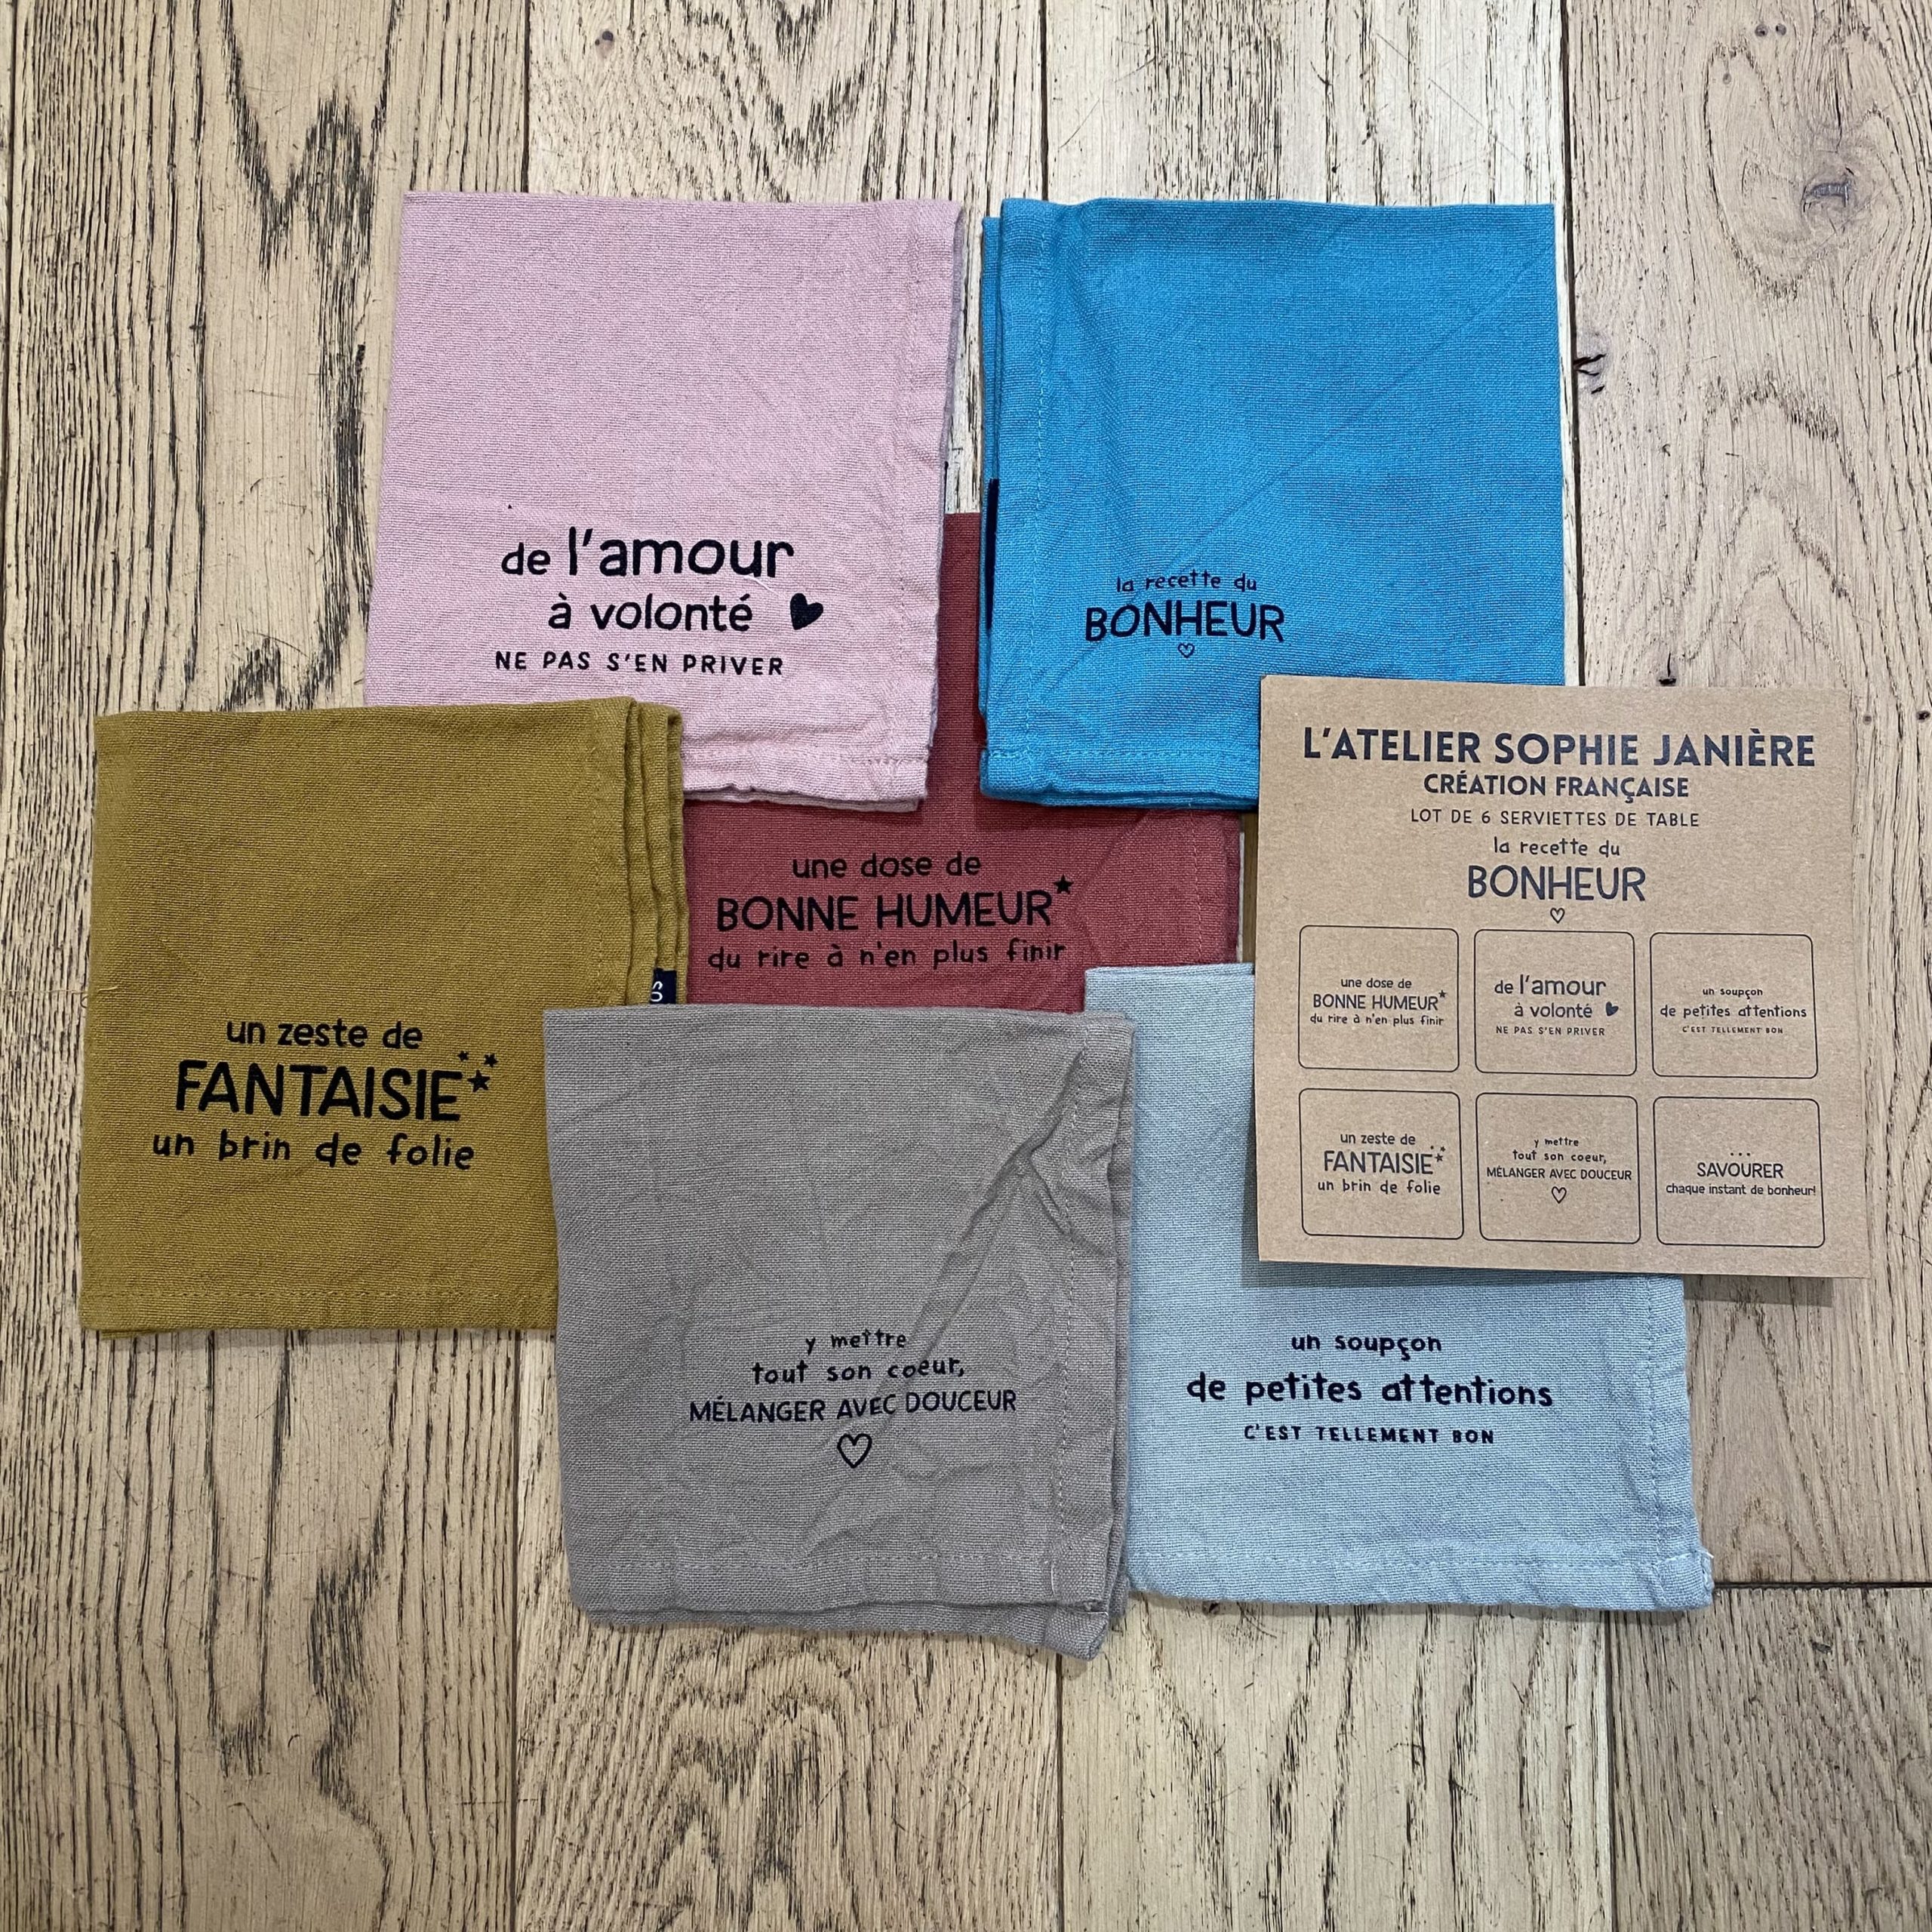 de l'amour
à volonté
NE PAS S'EN PRIVER
la recette du
BONHEUR
une dose de
BONNE HUMEUR*
du rire à n'en plus finir
un zeste de
FANTAISIE
un brin de folie
y mettre
tout son coeur,
MÉLANGER AVEC DOUCEUR
un soupçon
de petites attentions
C'EST TELLEMENT BON
L'ATELIER SOPHIE JANIÈRE
CRÉATION FRANÇAISE
LOT DE 6 SERVIETTES DE TABLE
la recette du
BONHEUR
une dose de
BONNE HUMEUR*
du rire à n'en plus finir
de l'amour
à volonté
NE PAS S'EN PRIVER
un soupçon
de petites attentions
C'EST TELLEMENT BON
un zeste de
FANTAISIE
un brin de folie
y mettre
tout son coeur,
MÉLANGER AVEC DOUCEUR
...
SAVOURER
chaque instant de bonheur!